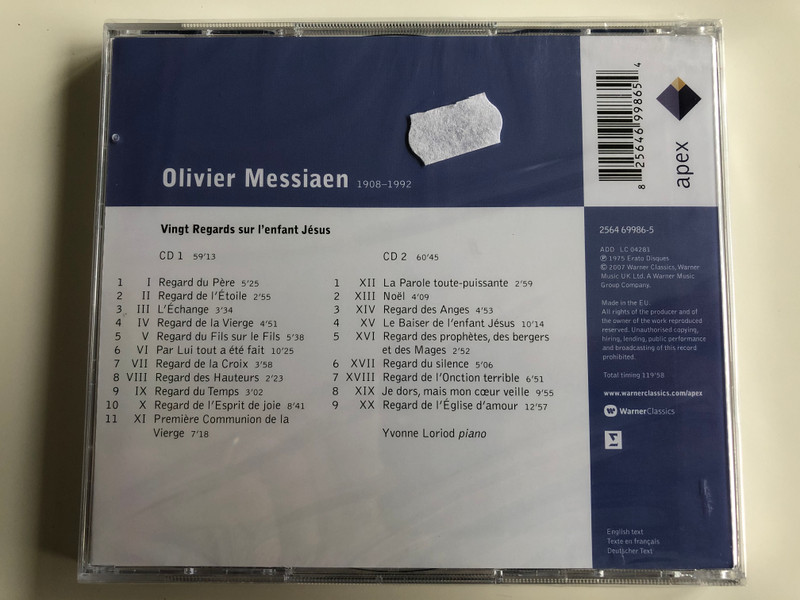 Olivier Messiaen 1908–1992
Vingt Regards sur l'enfant Jésus
CD 1 59'13
1 I Regard du Père 5'25
2 II Regard de l'Étoile 2'55
3 III L'Échange 3'34
4 IV Regard de la Vierge 4'51
5 V Regard du Fils sur le Fils 5'38
6 VI Par Lui tout a été fait 10'25
7 VII Regard de la Croix 3'58
8 VIII Regard des Hauteurs 2'23
9 IX Regard du Temps 3'02
10 X Regard de l'Esprit de joie 8'41
11 XI Première Communion de la
Vierge 7'18
CD 2 60'45
1 XII La Parole toute-puissante 2'59
2 XIII Noël 4'09
3 XIV Regard des Anges 4'53
4 XV Le Baiser de l'enfant Jésus 10'14
5 XVI Regard des prophètes, des bergers
et des Mages 2'52
6 XVII Regard du silence 5'06
7 XVIII Regard de l'Onction terrible 6'51
8 XIX Je dors, mais mon cœur veille 9'55
9 XX Regard de l'Église d'amour 12'57
Yvonne Loriod piano
8 25646 99865 4
apex
2564 69986-5
ADD LC 04281
℗ 1975 Erato Disques
© 2007 Warner Classics, Warner
Music UK Ltd. A Warner Music
Group Company.
Made in the EU.
All rights of the producer and of
the owner of the work reproduced
reserved. Unauthorised copying,
hiring, lending, public performance
and broadcasting of this record
prohibited.
Total timing 119'58
www.warnerclassics.com/apex
WarnerClassics
English text
Texte en français
Deutscher Text